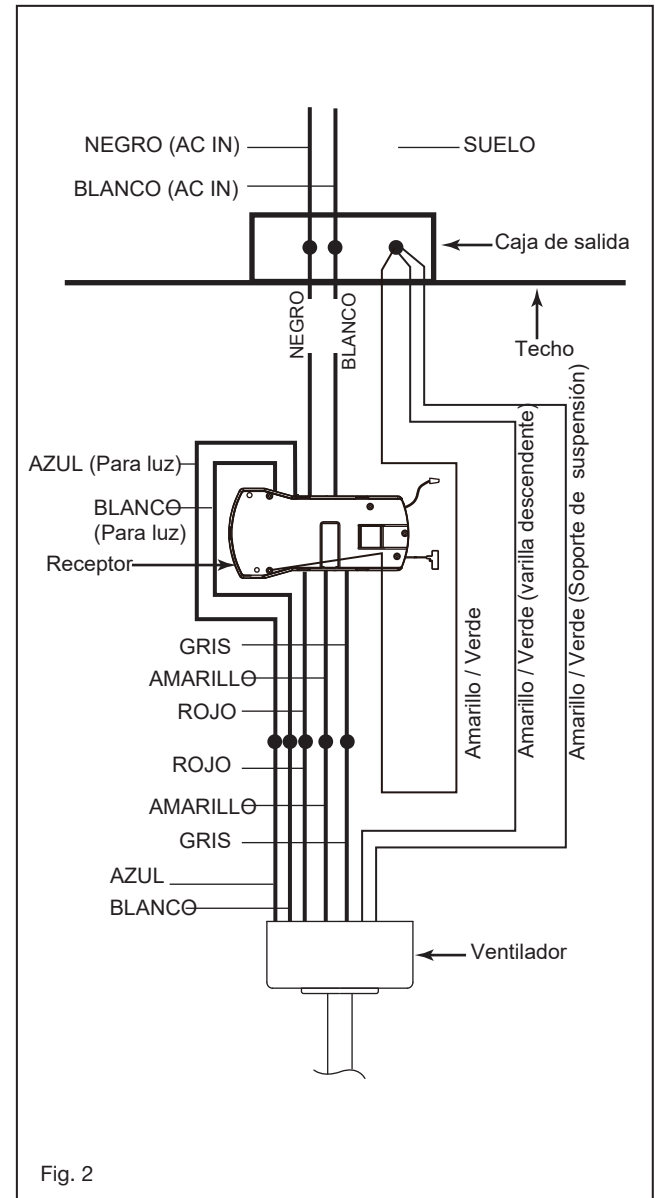 NEGRO (AC IN)
SUELO
BLANCO (AC IN)
Caja de salida
NEGRO
BLANCO
Techo
AZUL (Para luz)
BLANCO
(Para luz)
Receptor
Amarillo / Verde
Amarillo / Verde (varilla descendente)
Amarillo / Verde (Soporte de suspensión)
GRIS
AMARILLO
ROJO
ROJO
AMARILLO
GRIS
AZUL
BLANCO
Ventilador
Fig. 2